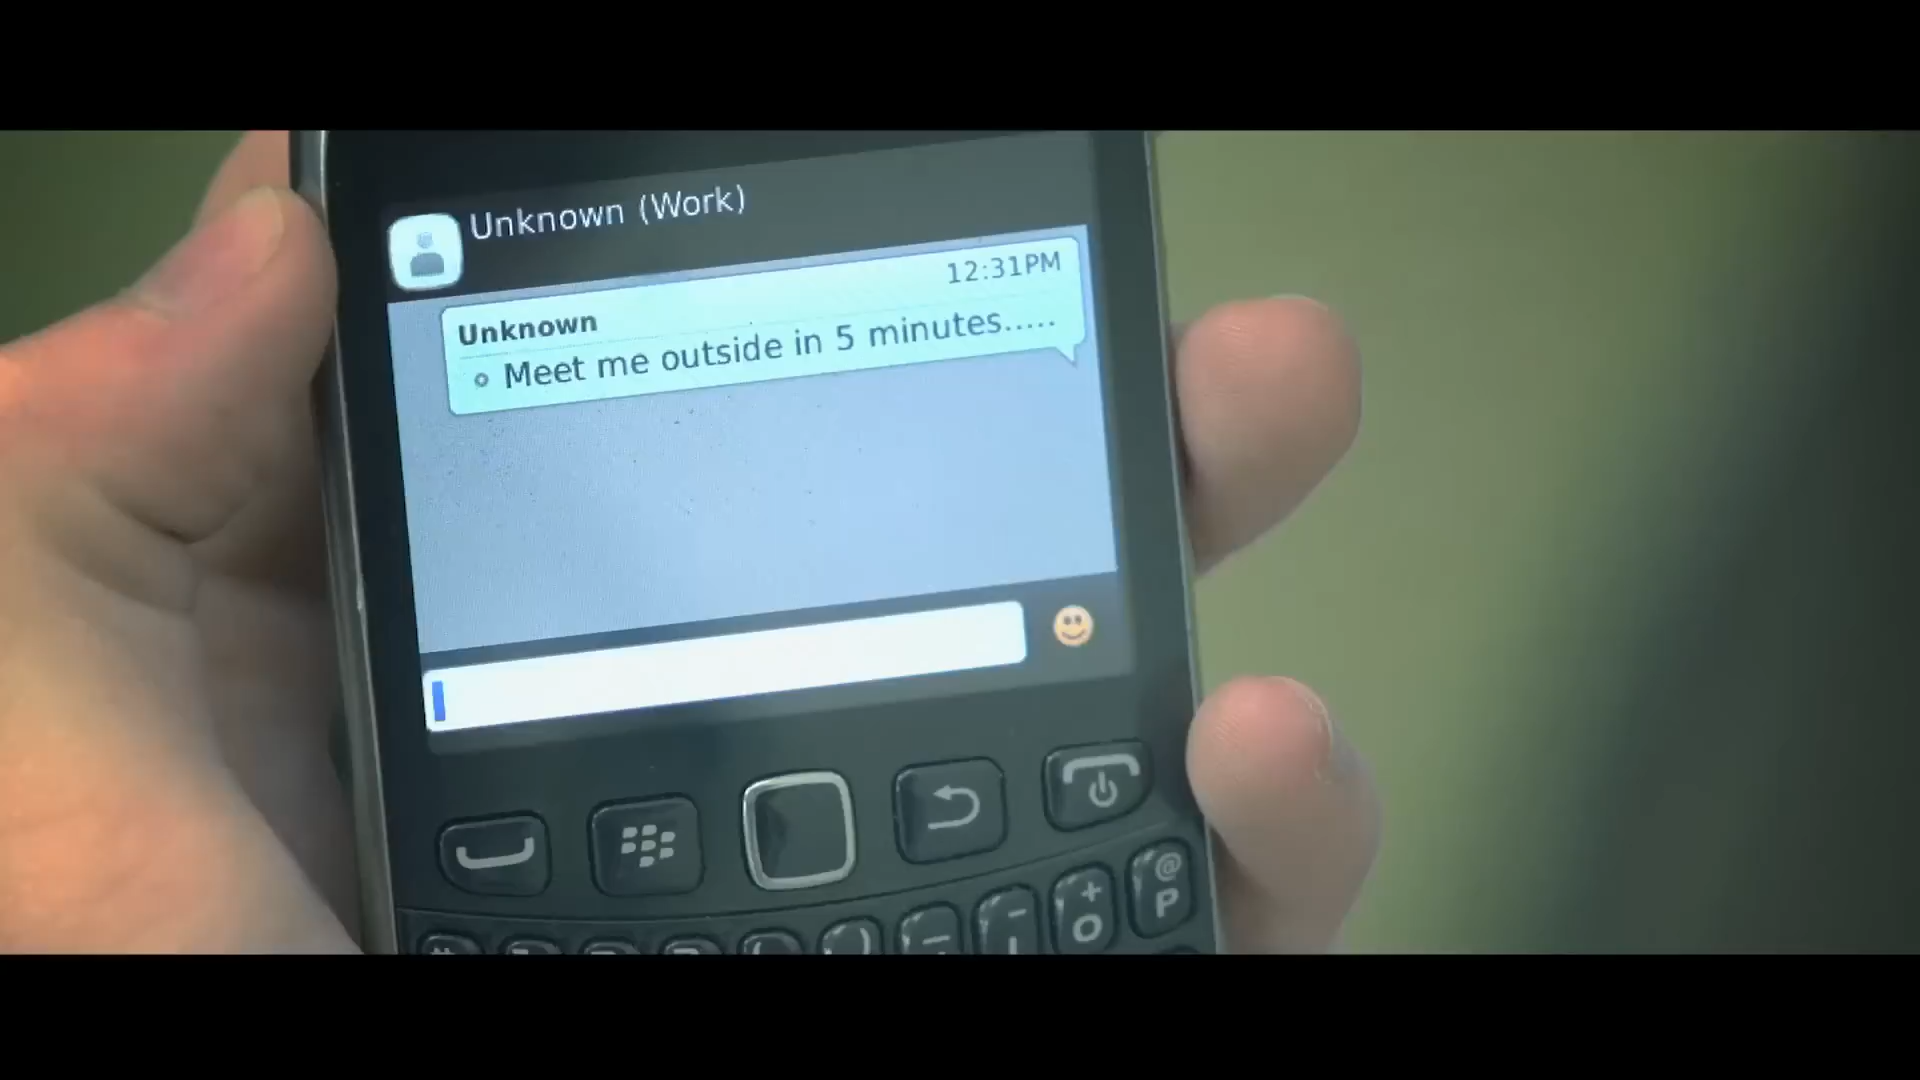 Unknown (Work)
12:31PM
Unknown
Meet me outside in 5 minutes.....
@
P
+
O